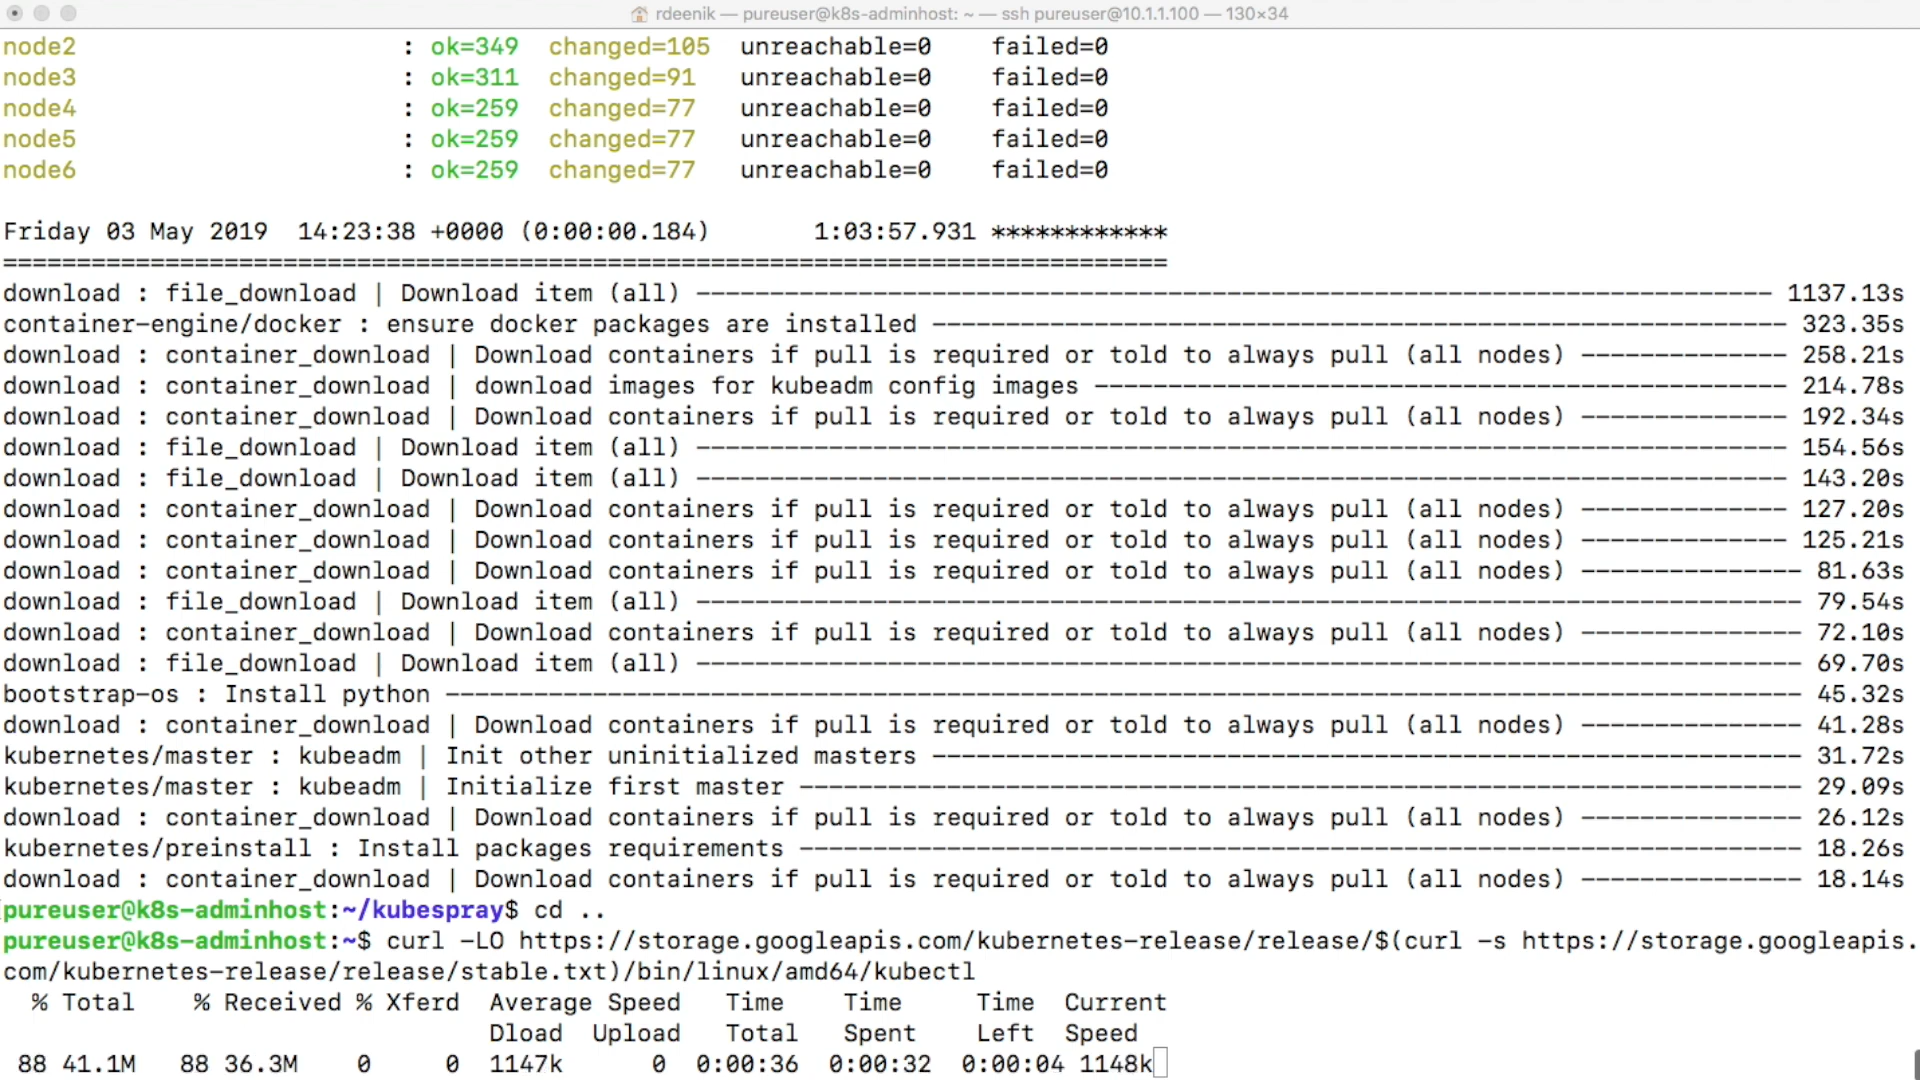 rdeenik — pureuser@k8s-adminhost: ~ — ssh pureuser@10.1.1.100 — 130×34
node2                      : ok=349  changed=105  unreachable=0    failed=0
node3                      : ok=311  changed=91   unreachable=0    failed=0
node4                      : ok=259  changed=77   unreachable=0    failed=0
node5                      : ok=259  changed=77   unreachable=0    failed=0
node6                      : ok=259  changed=77   unreachable=0    failed=0
Friday 03 May 2019  14:23:38 +0000 (0:00:00.184)       1:03:57.931 ************
===============================================================================
download : file_download | Download item (all) ------------------------------------------------------------------------- 1137.13s
container-engine/docker : ensure docker packages are installed ---------------------------------------------------------- 323.35s
download : container_download | Download containers if pull is required or told to always pull (all nodes) -------------- 258.21s
download : container_download | download images for kubeadm config images ----------------------------------------------- 214.78s
download : container_download | Download containers if pull is required or told to always pull (all nodes) -------------- 192.34s
download : file_download | Download item (all) -------------------------------------------------------------------------- 154.56s
download : file_download | Download item (all) -------------------------------------------------------------------------- 143.20s
download : container_download | Download containers if pull is required or told to always pull (all nodes) -------------- 127.20s
download : container_download | Download containers if pull is required or told to always pull (all nodes) -------------- 125.21s
download : container_download | Download containers if pull is required or told to always pull (all nodes) --------------- 81.63s
download : file_download | Download item (all) --------------------------------------------------------------------------- 79.54s
download : container_download | Download containers if pull is required or told to always pull (all nodes) --------------- 72.10s
download : file_download | Download item (all) --------------------------------------------------------------------------- 69.70s
bootstrap-os : Install python -------------------------------------------------------------------------------------------- 45.32s
download : container_download | Download containers if pull is required or told to always pull (all nodes) --------------- 41.28s
kubernetes/master : kubeadm | Init other uninitialized masters ----------------------------------------------------------- 31.72s
kubernetes/master : kubeadm | Initialize first master -------------------------------------------------------------------- 29.09s
download : container_download | Download containers if pull is required or told to always pull (all nodes) --------------- 26.12s
kubernetes/preinstall : Install packages requirements -------------------------------------------------------------------- 18.26s
download : container_download | Download containers if pull is required or told to always pull (all nodes) --------------- 18.14s
pureuser@k8s-adminhost:~/kubespray$ cd ..
pureuser@k8s-adminhost:~$ curl -LO https://storage.googleapis.com/kubernetes-release/release/$(curl -s https://storage.googleapis.
com/kubernetes-release/release/stable.txt)/bin/linux/amd64/kubectl
  % Total    % Received % Xferd  Average Speed   Time    Time     Time  Current
                                 Dload  Upload   Total   Spent    Left  Speed
 88 41.1M   88 36.3M    0     0  1147k      0  0:00:36  0:00:32  0:00:04 1148k